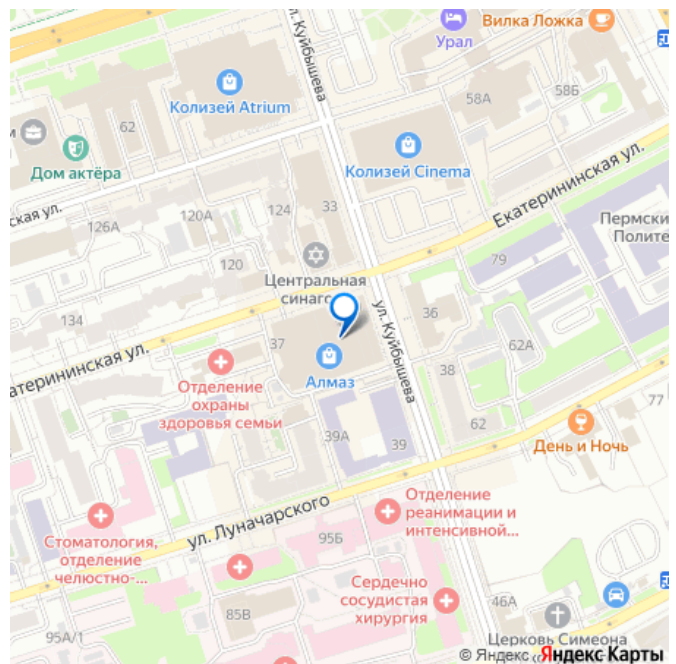 ул. Куйбышева
Урал
Вилка Ложка
Колизей Atrium
62
58А
58Б
м
Дом актёра
Колизей Cinema
Екатерининская ул.
ская ул.
126А
120А
124
33
Пермски
Полите
120
Центральная
синаго
79
134
37
ул. Куйбышева
36
атерининская ул.
Отделение
охраны
здоровья семьи
Алмаз
38
62А
39А
39
62
77
День и Ночь
ул. Луначарского
Отделение
реанимации и
интенсивной...
Стоматология,
отделение
челюстно-...
95Б
Сердечно
сосудистая
хирургия
85В
46А
95А/1
Церковь Симеона
© Яндекс
Яндекс Карты